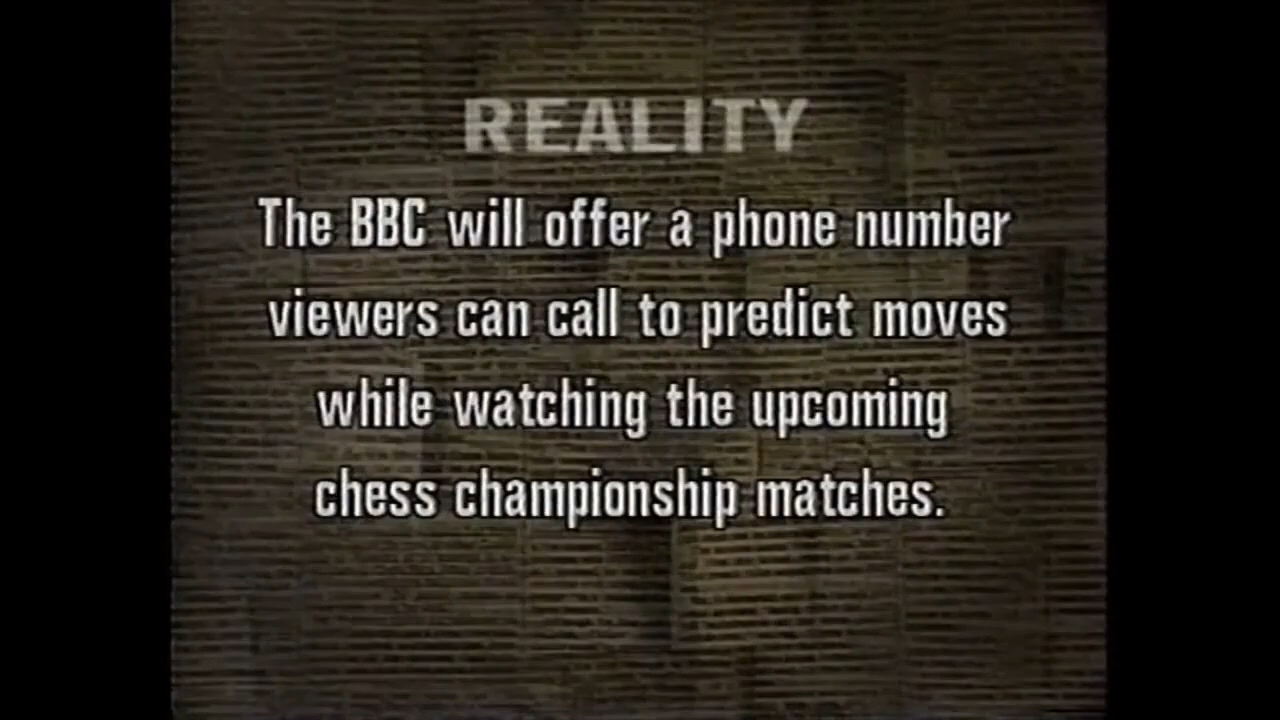 REALITY
The BBC will offer a phone number
viewers can call to predict moves
while watching the upcoming
chess championship matches.